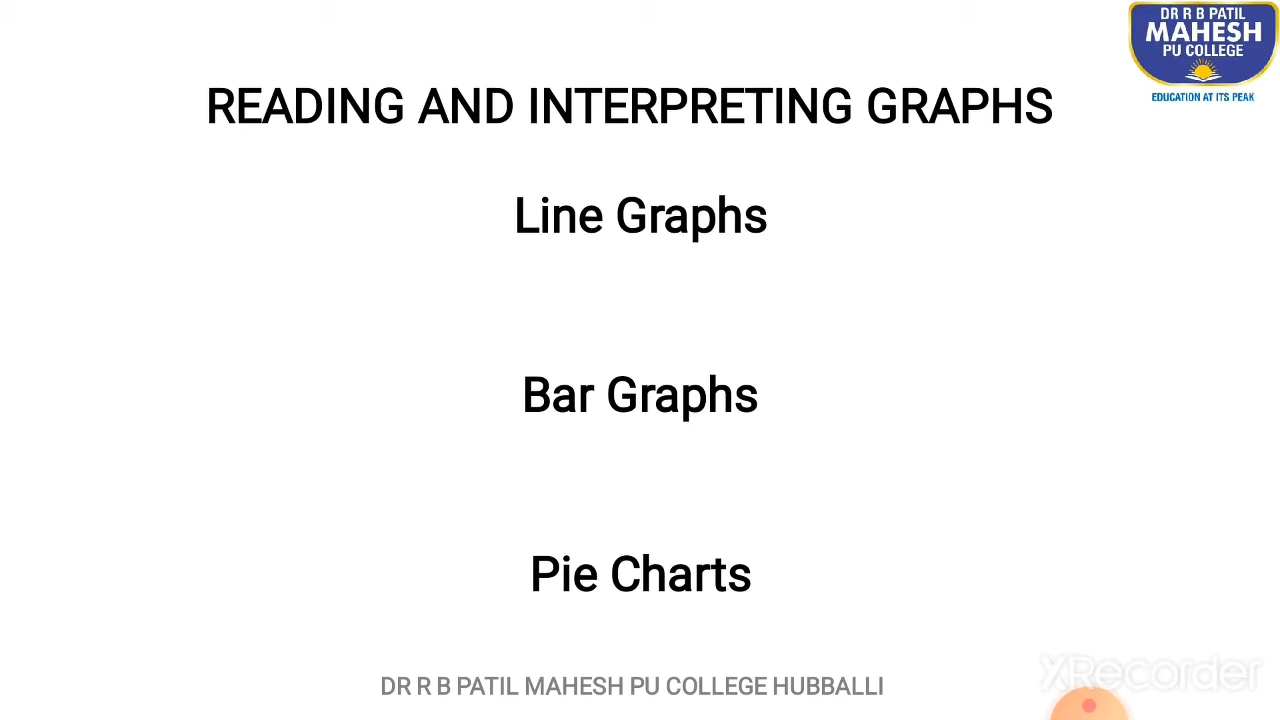 DR R B PATIL
MAHESH
PU COLLEGE
EDUCATION AT ITS PEAK
READING AND INTERPRETING GRAPHS
Line Graphs
Bar Graphs
Pie Charts
DR R B PATIL MAHESH PU COLLEGE HUBBALLI
XRecorder